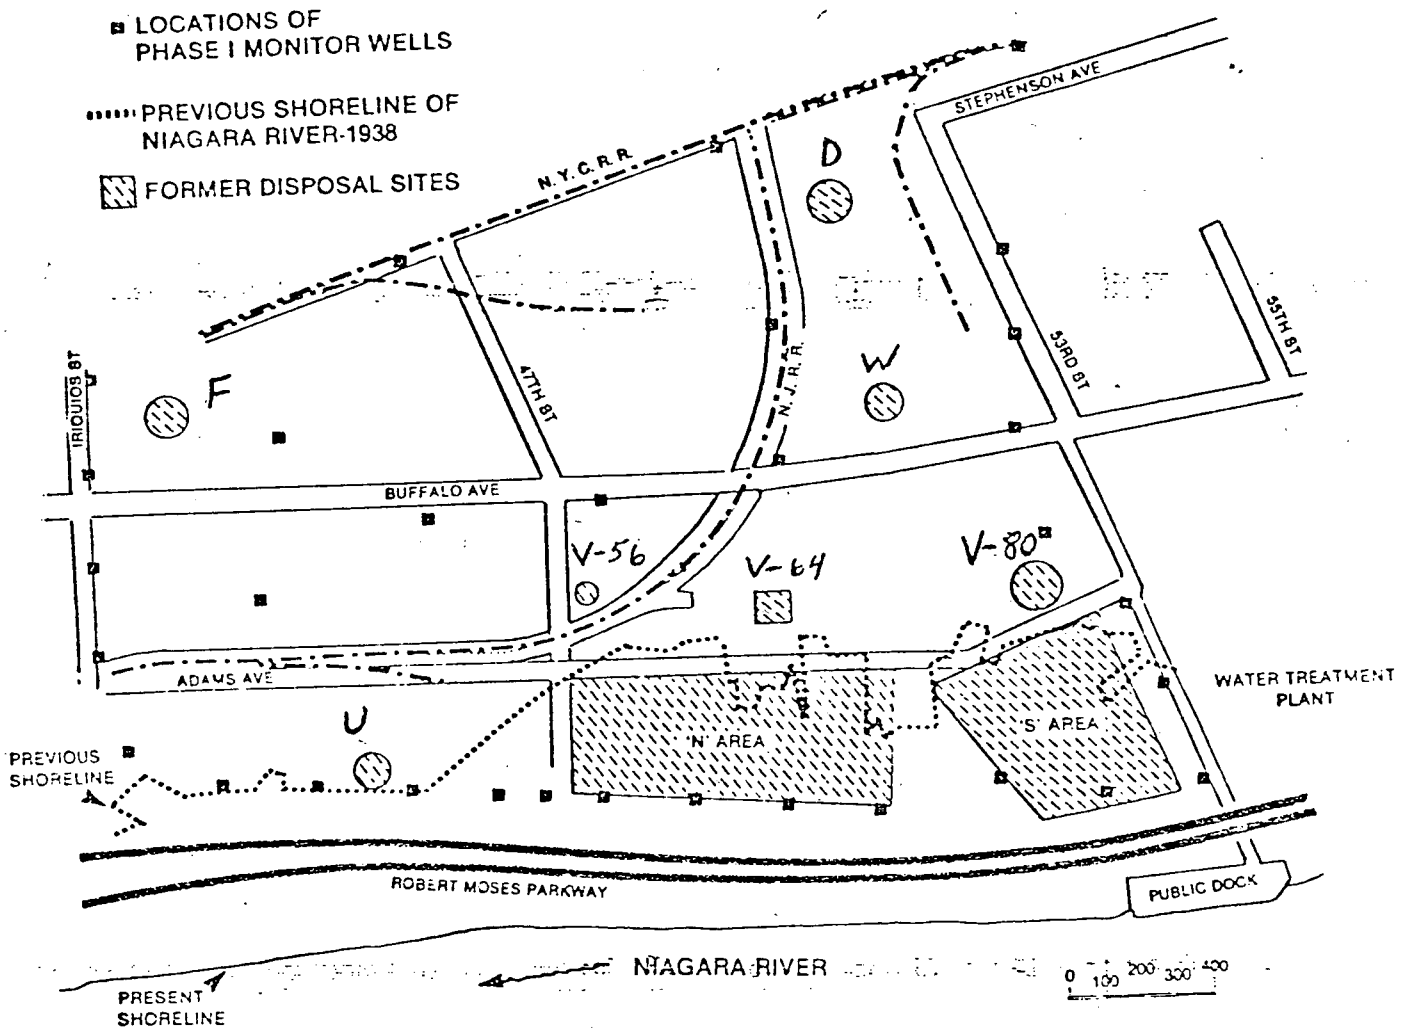 LOCATIONS OF
PHASE I MONITOR WELLS
PREVIOUS SHORELINE OF
NIAGARA RIVER-1938
FORMER DISPOSAL SITES
STEPHENSON AVE
N.Y.C.R.R.
D
IRIQUIOS ST
F
47TH ST
N.J.R.R.
W
53RD ST
55TH ST
BUFFALO AVE
V-56
V-64
V-80
ADAMS AVE
U
'N' AREA
'S' AREA
WATER TREATMENT
PLANT
PREVIOUS
SHORELINE
ROBERT MOSES PARKWAY
PUBLIC DOCK
NIAGARA RIVER
0 100 200 300 400
PRESENT
SHORELINE